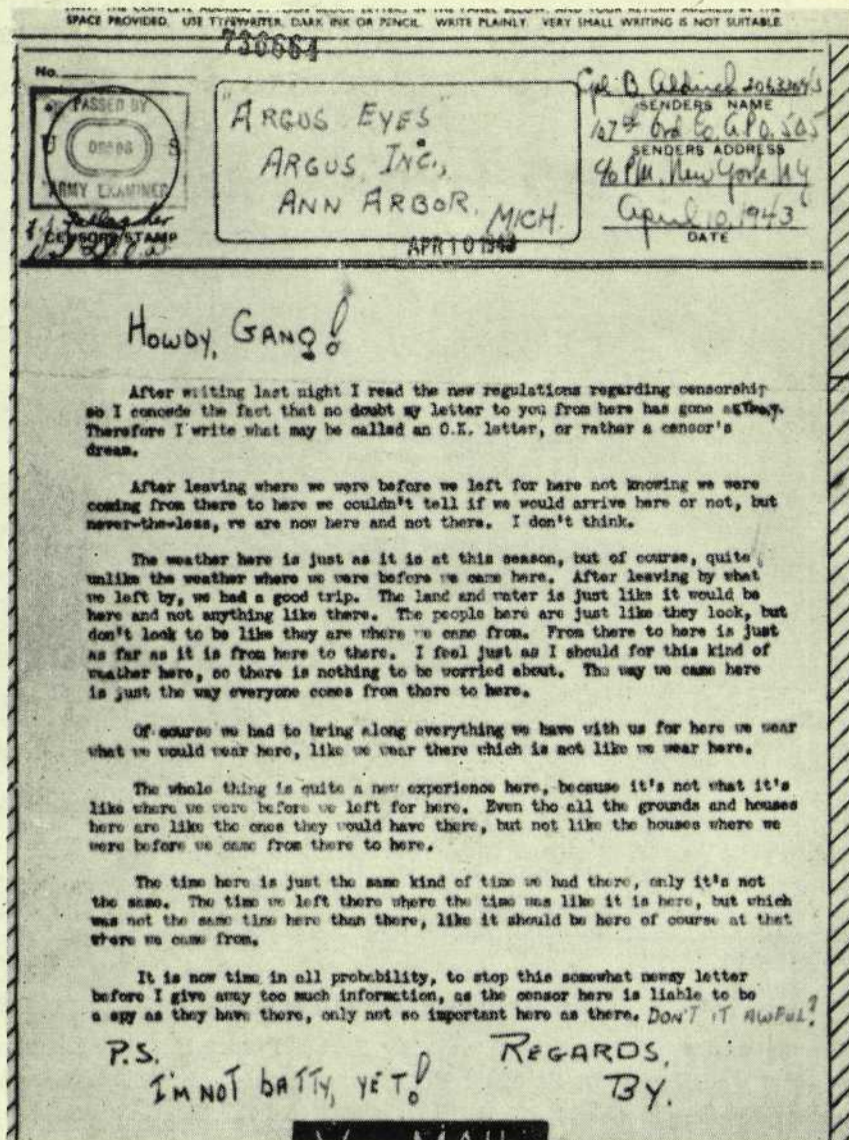 SPACE PROVIDED. USE TYPEWRITER, DARK INK OR PENCIL. WRITE PLAINLY. VERY SMALL WRITING IS NOT SUITABLE.
730664
No.
PASSED BY
U S
ARMY EXAMINER
CENSOR'S STAMP
"ARGUS EYES"
ARGUS, INC.,
ANN ARBOR, MICH.
APR 10 1943
Cpl. B. Aldrich
SENDERS NAME
107th Ord Co. A.P.O. 505
SENDERS ADDRESS
c/o P.M. New York, NY
April 10, 1943
DATE
HOWDY, GANG!
After writing last night I read the new regulations regarding censorship
so I concede the fact that no doubt my letter to you from here has gone
Therefore I write what may be called an O.K. letter, or rather a censor's
dream.
After leaving where we were before we left for here not knowing we were
coming from there to here we couldn't tell if we would arrive here or not, but
never-the-less, we are now here and not there. I don't think.
The weather here is just as it is at this season, but of course, quite
unlike the weather where we were before we came here. After leaving by what
we left by, we had a good trip. The land and water is just like it would be
here and not anything like there. The people here are just like they look, but
don't look to be like they are where we came from. From there to here is just
as far as it is from here to there. I feel just as I should for this kind of
weather here, so there is nothing to be worried about. The way we came here
is just the way everyone comes from there to here.
Of course we had to bring along everything we have with us for here we wear
what we would wear here, like we wear there which is not like we wear here.
The whole thing is quite a new experience here, because it's not what it's
like where we were before we left for here. Even tho all the grounds and houses
here are like the ones they would have there, but not like the houses where we
were before we came from there to here.
The time here is just the same kind of time we had there, only it's not
the same. The time we left there where the time was like it is here, but which
was not the same time here than there, like it should be here of course at that
where we came from.
It is now time in all probability, to stop this somewhat newsy letter
before I give away too much information, as the censor here is liable to be
a spy as they have there, only not so important here as there. DON'T IT AWFUL?
P.S.
I'M NOT BATTY, YET!
REGARDS,
BY.
V-MAIL